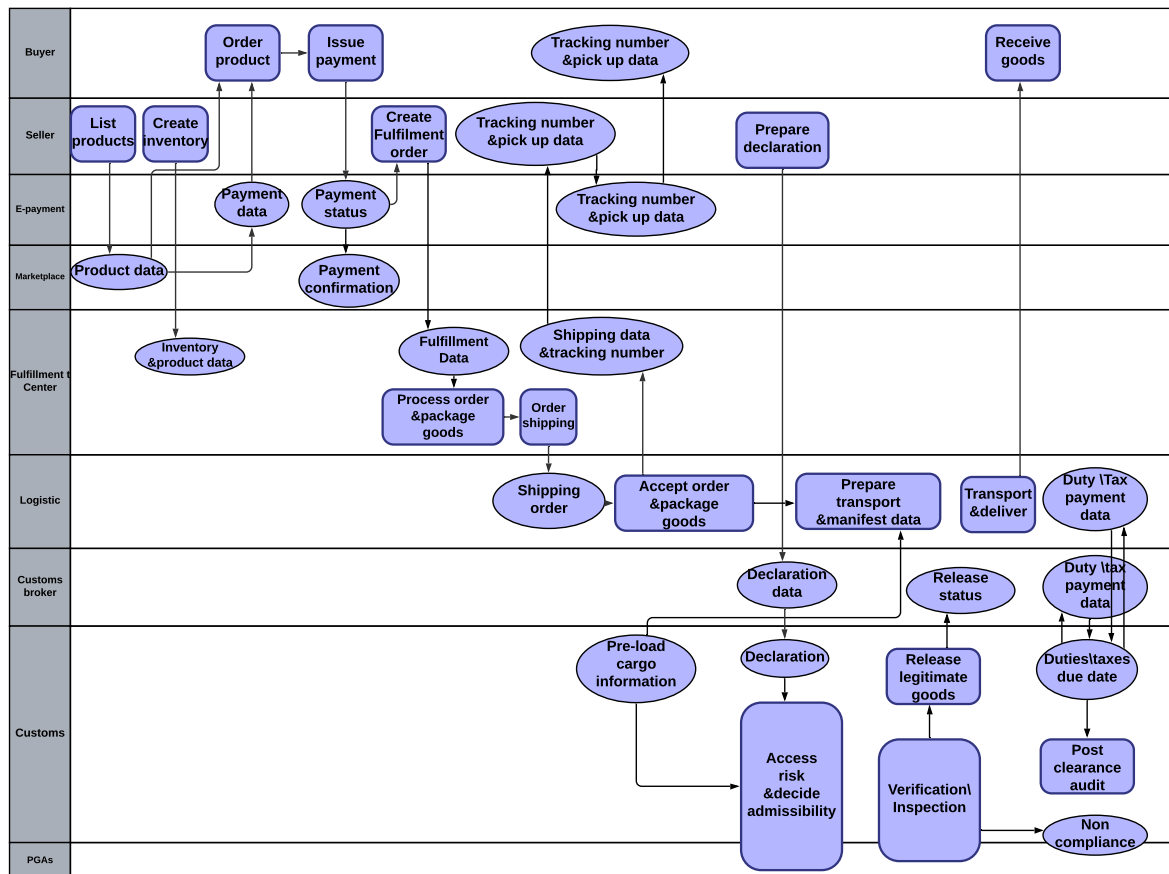 Buyer
Order
product
Issue
payment
Tracking number
&pick up data
Receive
goods
Seller
List
products
Create
inventory
Create
Fulfilment
order
Tracking number
&pick up data
Prepare
declaration
E-payment
Payment
data
Payment
status
Tracking number
&pick up data
Marketplace
Product data
Payment
confirmation
Fulfillment t
Center
Inventory
&product data
Fulfillment
Data
Shipping data
&tracking number
Process order
&package
goods
Order
shipping
Logistic
Shipping
order
Accept order
&package
goods
Prepare
transport
&manifest data
Transport
&deliver
Duty \Tax
payment
data
Customs
broker
Declaration
data
Release
status
Duty \tax
payment
data
Customs
Pre-load
cargo
information
Declaration
Release
legitimate
goods
Duties\taxes
due date
Access
risk
&decide
admissibility
Verification\
Inspection
Post
clearance
audit
Non
compliance
PGAs